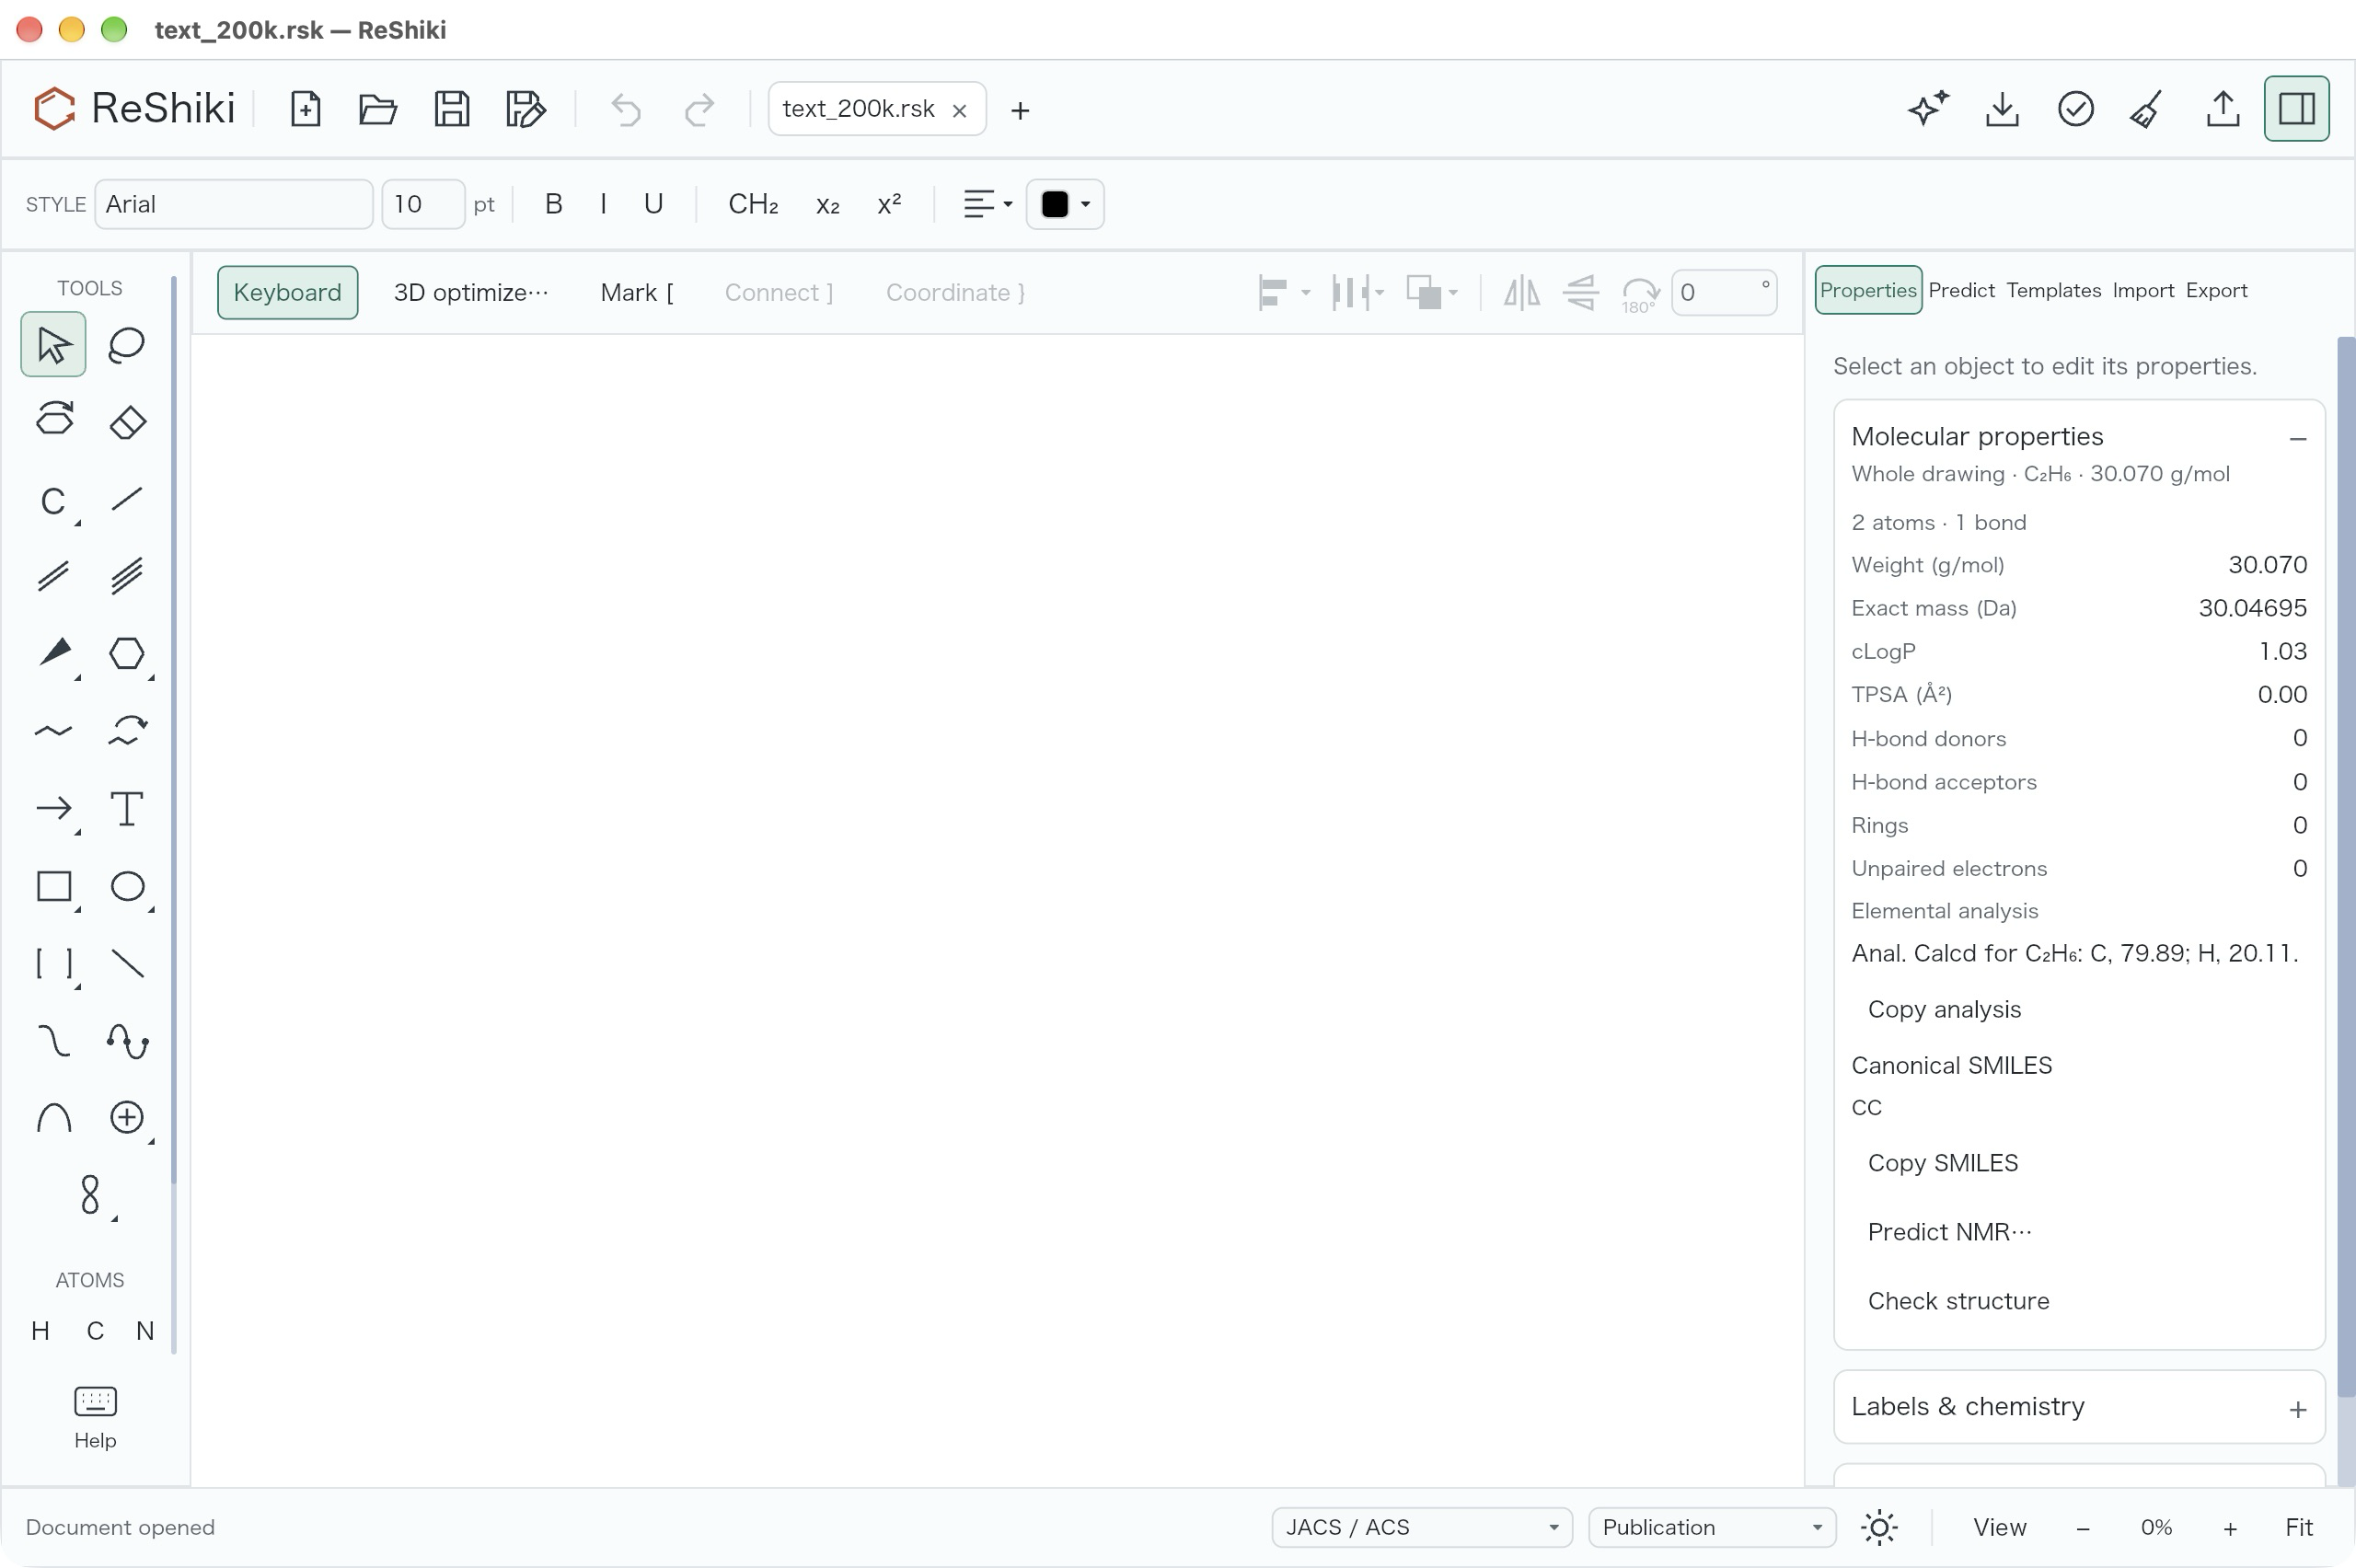 text_200k.rsk — ReShiki
ReShiki
text_200k.rsk × +
STYLE Arial 10 pt B I U CH₂ x₂ x²
TOOLS
Keyboard 3D optimize··· Mark [ Connect ] Coordinate } 180° 0 °
Properties Predict Templates Import Export
C
[ ]
T
ATOMS
H C N
Help
Select an object to edit its properties.
Molecular properties −
Whole drawing · C₂H₆ · 30.070 g/mol
2 atoms · 1 bond
Weight (g/mol) 30.070
Exact mass (Da) 30.04695
cLogP 1.03
TPSA (Å²) 0.00
H-bond donors 0
H-bond acceptors 0
Rings 0
Unpaired electrons 0
Elemental analysis
Anal. Calcd for C₂H₆: C, 79.89; H, 20.11.
Copy analysis
Canonical SMILES
CC
Copy SMILES
Predict NMR···
Check structure
Labels & chemistry +
Document opened
JACS / ACS Publication View − 0% + Fit